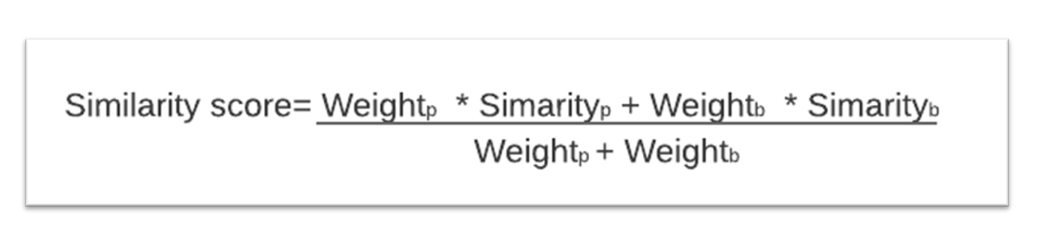 Similarity score= Weightp * Simarityp + Weightb * Simarityb
Weightp + Weightb